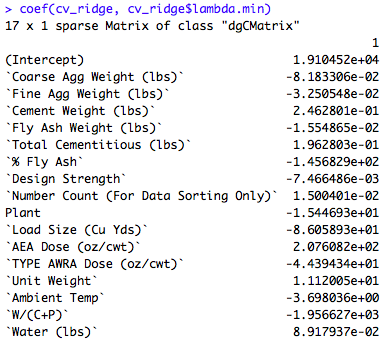 > coef(cv_ridge, cv_ridge$lambda.min)
17 x 1 sparse Matrix of class "dgCMatrix"
1
(Intercept) 1.910452e+04
`Coarse Agg Weight (lbs)` -8.183306e-02
`Fine Agg Weight (lbs)` -3.250548e-02
`Cement Weight (lbs)` 2.462801e-01
`Fly Ash Weight (lbs)` -1.554865e-02
`Total Cementitious (lbs)` 1.962803e-01
`% Fly Ash` -1.456829e+02
`Design Strength` -7.466486e-03
`Number Count (For Data Sorting Only)` 1.500401e-02
Plant -1.544693e+01
`Load Size (Cu Yds)` -8.605893e+01
`AEA Dose (oz/cwt)` 2.076082e+02
`TYPE AWRA Dose (oz/cwt)` -4.439434e+01
`Unit Weight` 1.112005e+01
`Ambient Temp` -3.698036e+00
`W/(C+P)` -1.956627e+03
`Water (lbs)` 8.917937e-02